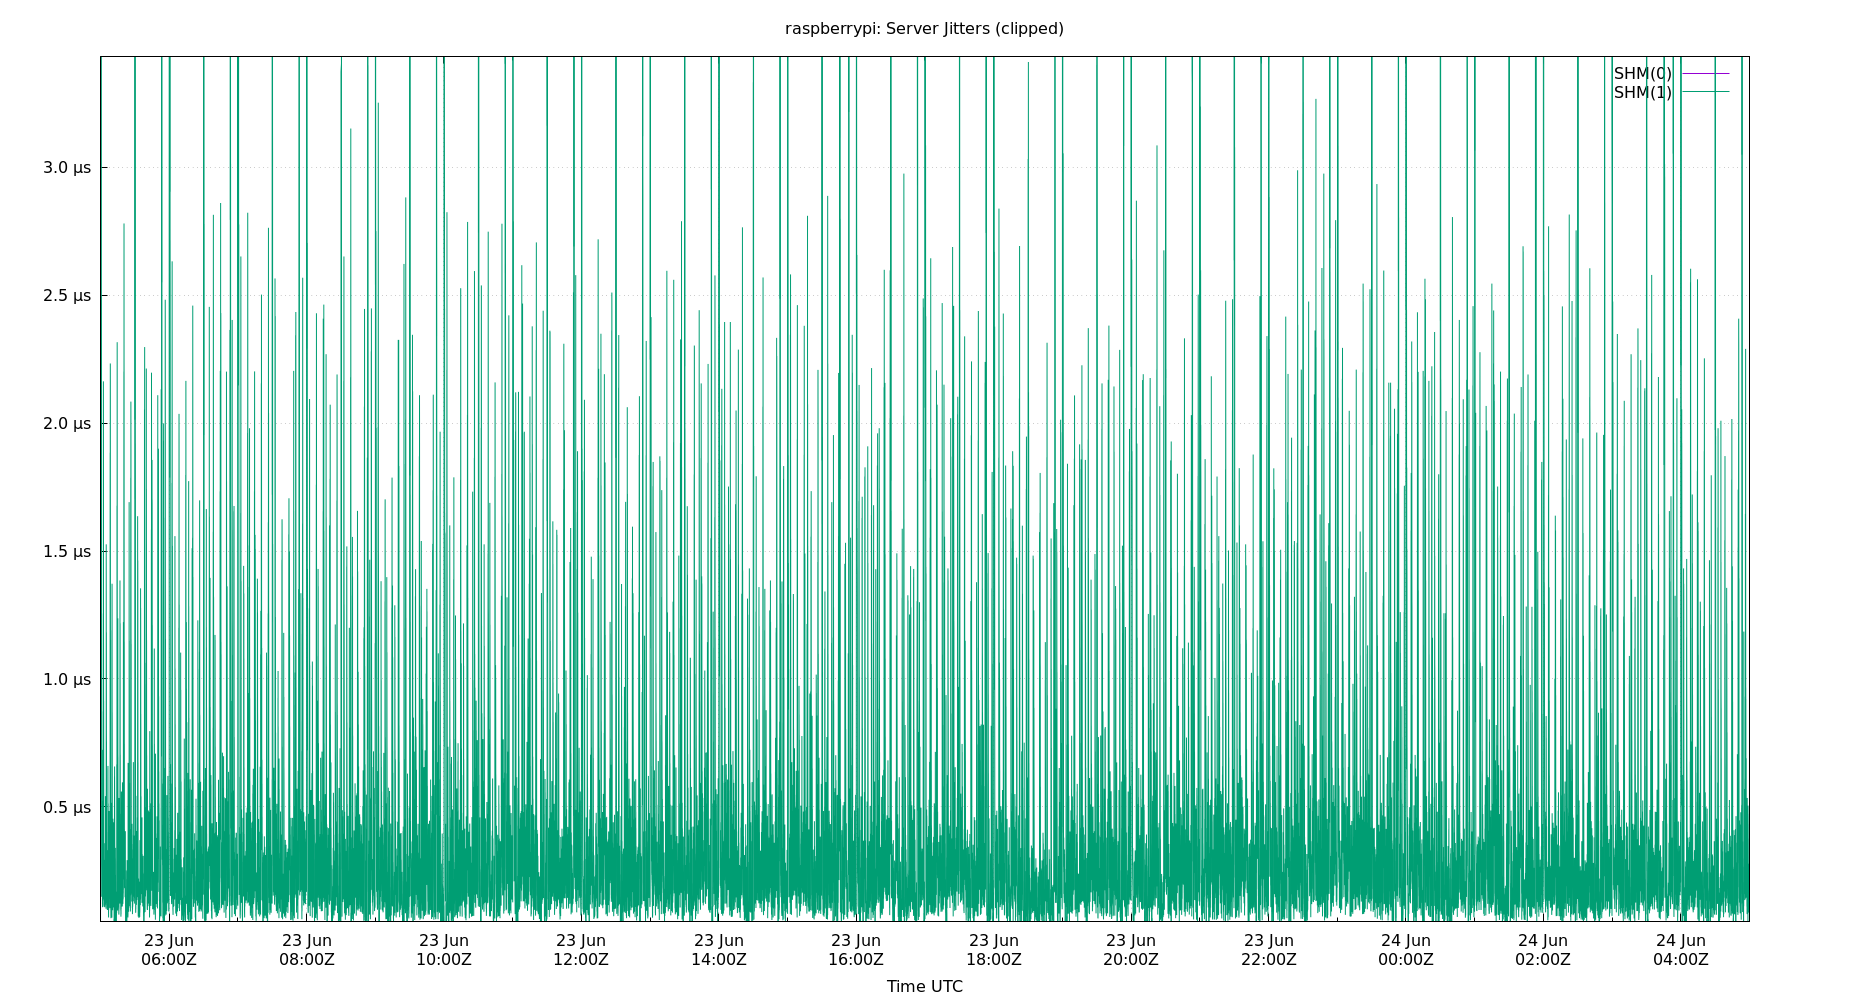 raspberrypi: Server Jitters (clipped)
SHM(0)
SHM(1)
3.0 µs
2.5 µs
2.0 µs
1.5 µs
1.0 µs
0.5 µs
23 Jun 23 Jun 23 Jun 23 Jun 23 Jun 23 Jun 23 Jun 23 Jun 23 Jun 24 Jun 24 Jun 24 Jun
06:00Z 08:00Z 10:00Z 12:00Z 14:00Z 16:00Z 18:00Z 20:00Z 22:00Z 00:00Z 02:00Z 04:00Z
Time UTC